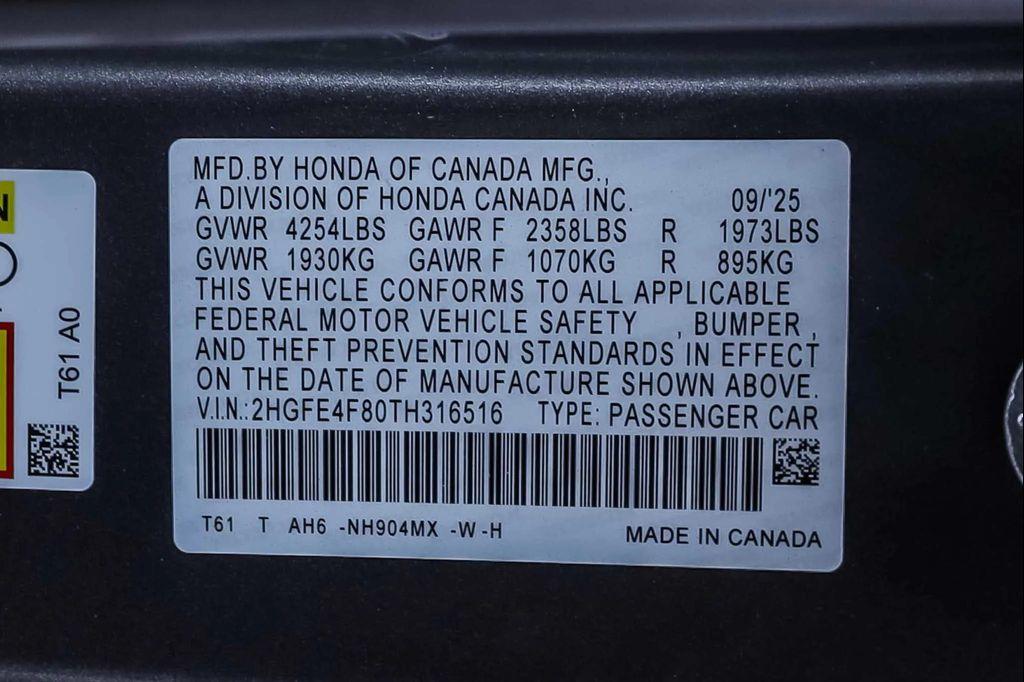 MFD.BY HONDA OF CANADA MFG.,
A DIVISION OF HONDA CANADA INC. 09/'25
GVWR 4254LBS GAWR F 2358LBS R 1973LBS
GVWR 1930KG GAWR F 1070KG R 895KG
THIS VEHICLE CONFORMS TO ALL APPLICABLE
FEDERAL MOTOR VEHICLE SAFETY , BUMPER ,
AND THEFT PREVENTION STANDARDS IN EFFECT
ON THE DATE OF MANUFACTURE SHOWN ABOVE.
V.I.N.:2HGFE4F80TH316516 TYPE: PASSENGER CAR
T61 T AH6 -NH904MX -W -H MADE IN CANADA
T61 A0